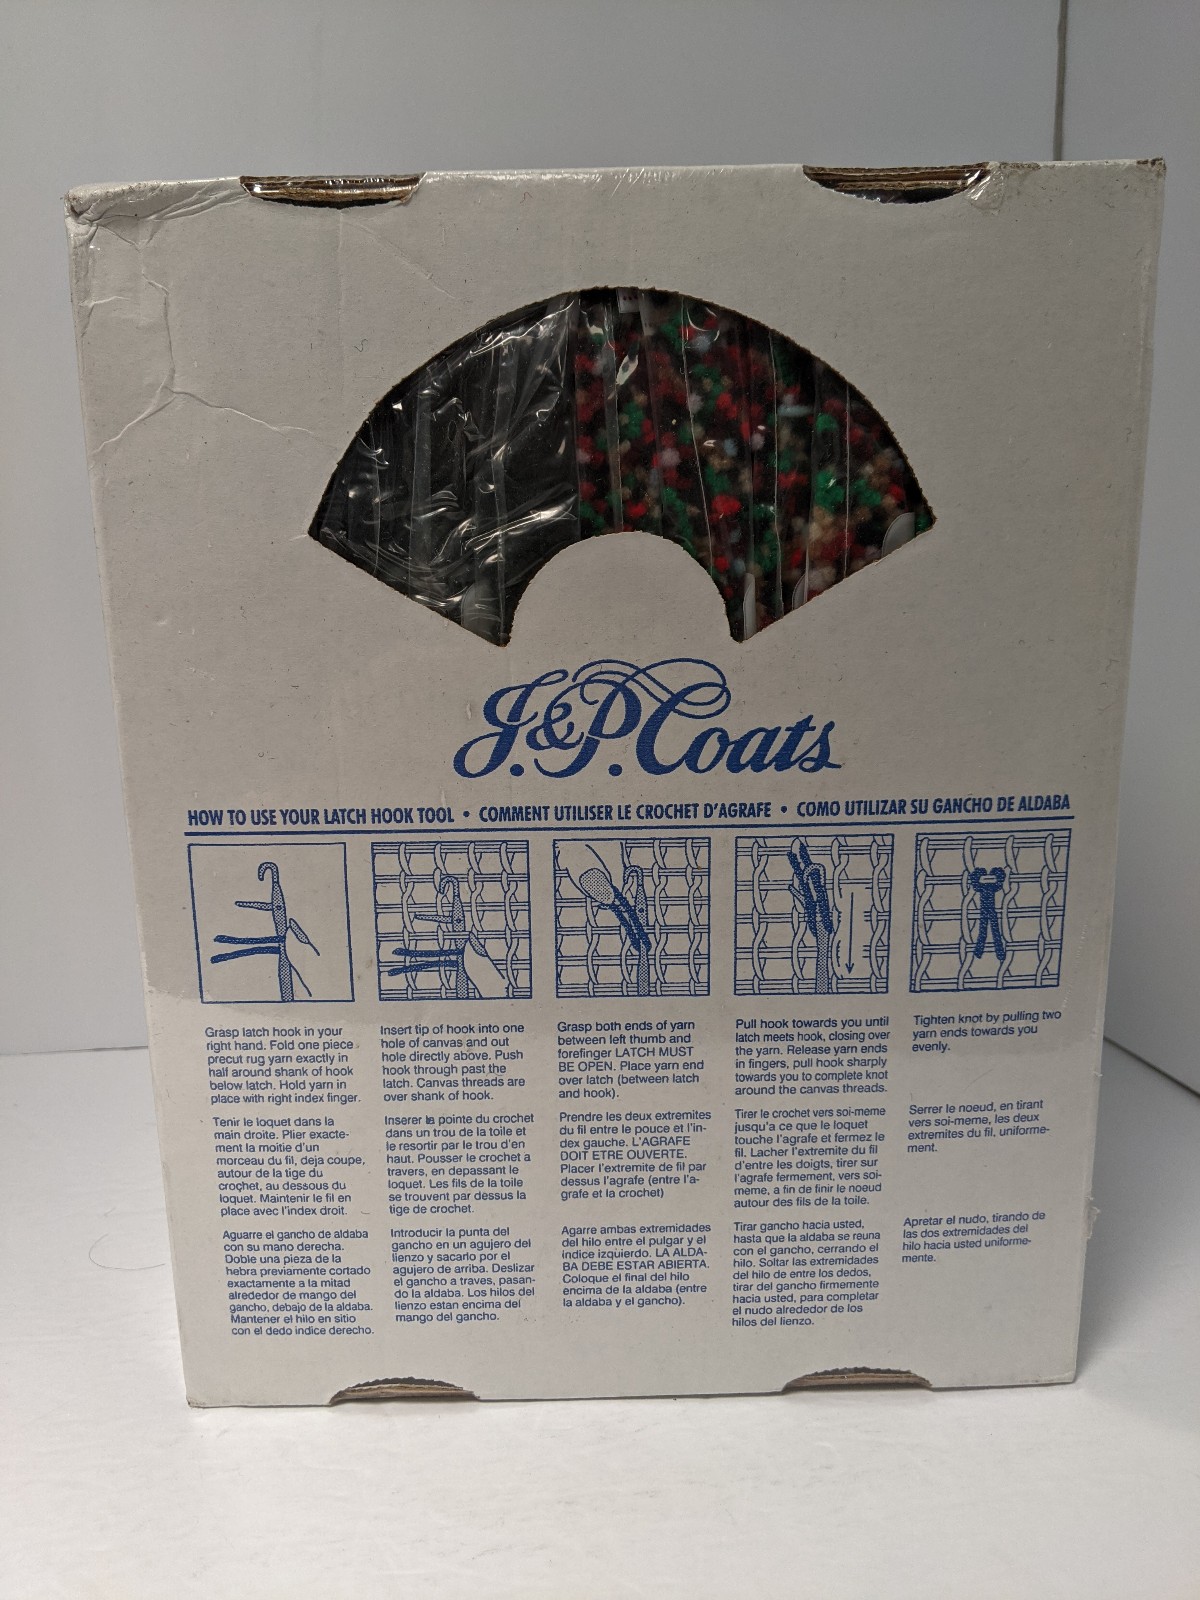 J.&P. Coats
HOW TO USE YOUR LATCH HOOK TOOL • COMMENT UTILISER LE CROCHET D'AGRAFE • COMO UTILIZAR SU GANCHO DE ALDABA
Grasp latch hook in your
right hand. Fold one piece
precut rug yarn exactly in
half around shank of hook
below latch. Hold yarn in
place with right index finger.
Tenir le loquet dans la
main droite. Plier exacte-
ment la moitie d'un
morceau du fil, deja coupe,
autour de la tige du
crochet, au dessous du
loquet. Maintenir le fil en
place avec l'index droit.
Aguarre el gancho de aldaba
con su mano derecha.
Doble una pieza de la
hebra previamente cortado
exactamente a la mitad
alrededor de mango del
gancho, debajo de la aldaba.
Mantener el hilo en sitio
con el dedo indice derecho.
Insert tip of hook into one
hole of canvas and out
hole directly above. Push
hook through past the
latch. Canvas threads are
over shank of hook.
Inserer la pointe du crochet
dans un trou de la toile et
le resortir par le trou d'en
haut. Pousser le crochet a
travers, en depassant le
loquet. Les fils de la toile
se trouvent par dessus la
tige de crochet.
Introducir la punta del
gancho en un agujero del
lienzo y sacarlo por el
agujero de arriba. Deslizar
el gancho a traves, pasan-
do la aldaba. Los hilos del
lienzo estan encima del
mango del gancho.
Grasp both ends of yarn
between left thumb and
forefinger LATCH MUST
BE OPEN. Place yarn end
over latch (between latch
and hook).
Prendre les deux extremites
du fil entre le pouce et l'in-
dex gauche. L'AGRAFE
DOIT ETRE OUVERTE.
Placer l'extremite de fil par
dessus l'agrafe (entre l'a-
grafe et la crochet)
Agarre ambas extremidades
del hilo entre el pulgar y el
indice izquierdo. LA ALDA-
BA DEBE ESTAR ABIERTA.
Coloque el final del hilo
encima de la aldaba (entre
la aldaba y el gancho).
Pull hook towards you until
latch meets hook, closing over
the yarn. Release yarn ends
in fingers, pull hook sharply
towards you to complete knot
around the canvas threads.
Tirer le crochet vers soi-meme
jusqu'a ce que le loquet
touche l'agrafe et fermez le
fil. Lacher l'extremite du fil
d'entre les doigts, tirer sur
l'agrafe fermement, vers soi-
meme, a fin de finir le noeud
autour des fils de la toile.
Tirar gancho hacia usted,
hasta que la aldaba se reuna
con el gancho, cerrando el
hilo. Soltar las extremidades
del hilo de entre los dedos,
tirar del gancho firmemente
hacia usted, para completar
el nudo alrededor de los
hilos del lienzo.
Tighten knot by pulling two
yarn ends towards you
evenly.
Serrer le noeud, en tirant
vers soi-meme, les deux
extremites du fil, uniforme-
ment.
Apretar el nudo, tirando de
las dos extremidades del
hilo hacia usted uniforme-
mente.